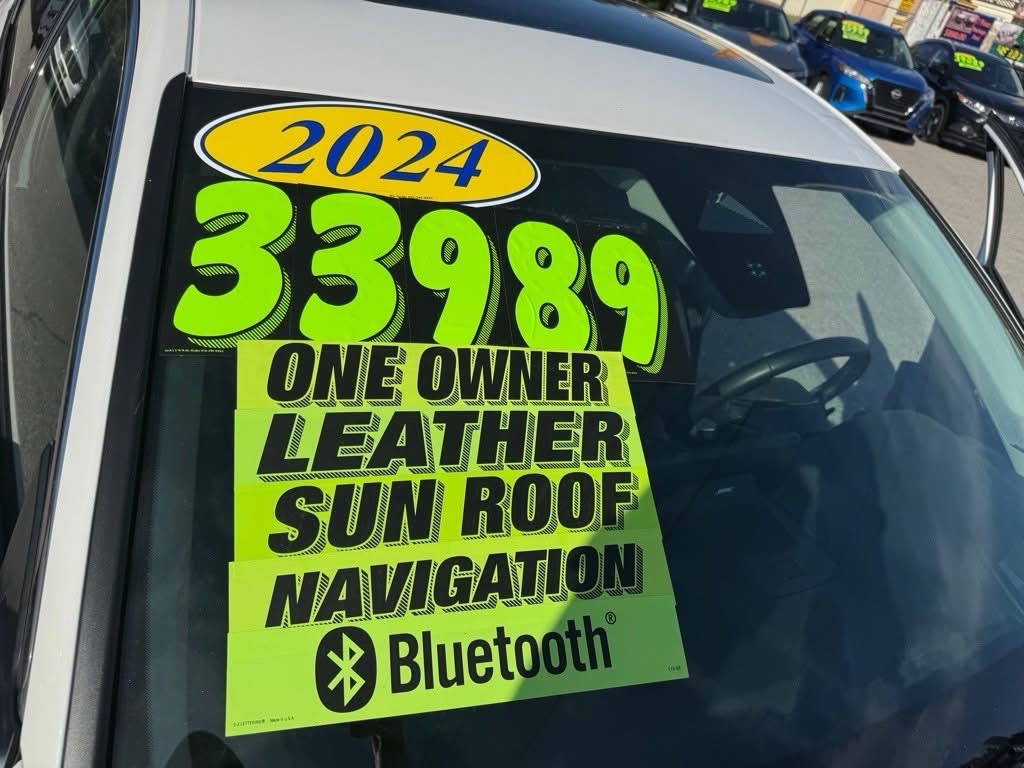 2024
33989
ONE OWNER
LEATHER
SUN ROOF
NAVIGATION
Bluetooth®